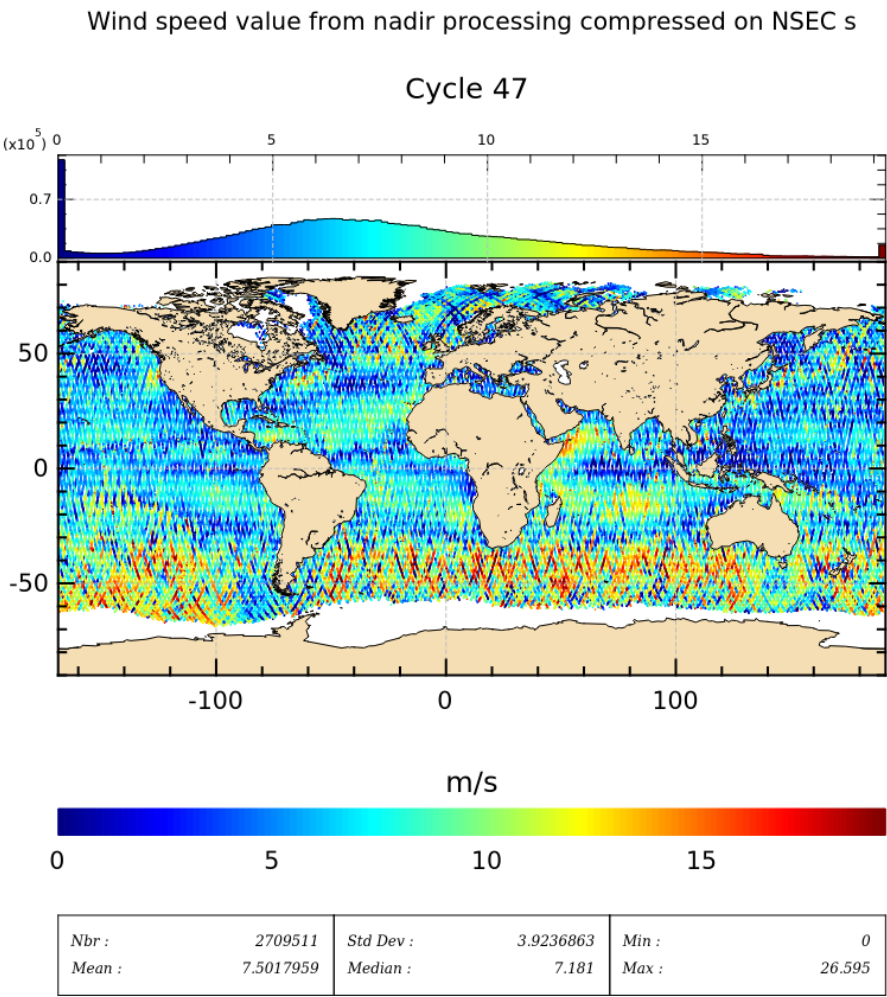 Wind speed value from nadir processing compressed on NSEC s
Cycle 47
(x10^5) 0 5 10 15
0.7
0.0
50
0
-50
-100 0 100
m/s
0 5 10 15
Nbr : 2709511 Std Dev : 3.9236863 Min : 0
Mean : 7.5017959 Median : 7.181 Max : 26.595